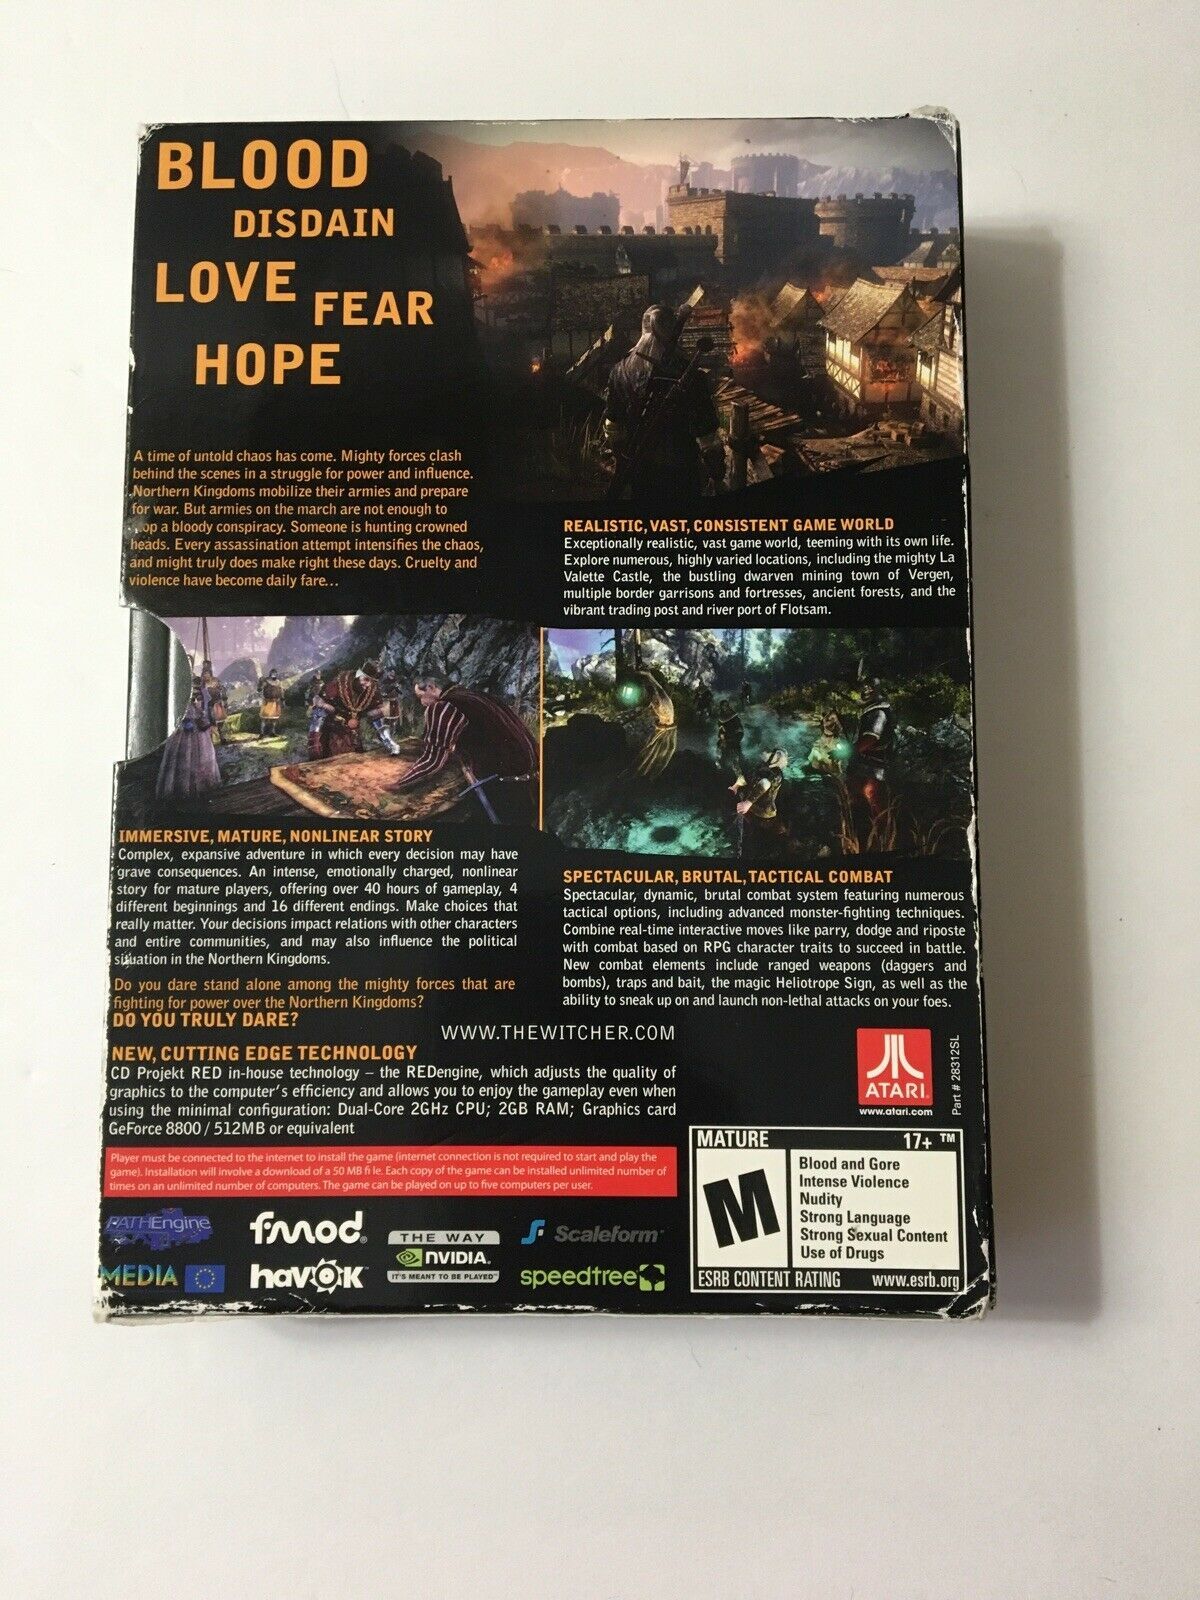 BLOOD
DISDAIN
LOVE
FEAR
HOPE
A time of untold chaos has come. Mighty forces clash
behind the scenes in a struggle for power and influence.
Northern Kingdoms mobilize their armies and prepare
for war. But armies on the march are not enough to
op a bloody conspiracy. Someone is hunting crowned
heads. Every assassination attempt intensifies the chaos,
and might truly does make right these days. Cruelty and
violence have become daily fare...
REALISTIC, VAST, CONSISTENT GAME WORLD
Exceptionally realistic, vast game world, teeming with its own life.
Explore numerous, highly varied locations, including the mighty La
Valette Castle, the bustling dwarven mining town of Vergen,
multiple border garrisons and fortresses, ancient forests, and the
vibrant trading post and river port of Flotsam.
IMMERSIVE, MATURE, NONLINEAR STORY
Complex, expansive adventure in which every decision may have
grave consequences. An intense, emotionally charged, nonlinear
story for mature players, offering over 40 hours of gameplay, 4
different beginnings and 16 different endings. Make choices that
really matter. Your decisions impact relations with other characters
and entire communities, and may also influence the political
situation in the Northern Kingdoms.
Do you dare stand alone among the mighty forces that are
fighting for power over the Northern Kingdoms?
DO YOU TRULY DARE?
SPECTACULAR, BRUTAL, TACTICAL COMBAT
Spectacular, dynamic, brutal combat system featuring numerous
tactical options, including advanced monster-fighting techniques.
Combine real-time interactive moves like parry, dodge and riposte
with combat based on RPG character traits to succeed in battle.
New combat elements include ranged weapons (daggers and
bombs), traps and bait, the magic Heliotrope Sign, as well as the
ability to sneak up on and launch non-lethal attacks on your foes.
WWW.THEWITCHER.COM
NEW, CUTTING EDGE TECHNOLOGY
CD Projekt RED in-house technology – the REDengine, which adjusts the quality of
graphics to the computer's efficiency and allows you to enjoy the gameplay even when
using the minimal configuration: Dual-Core 2GHz CPU; 2GB RAM; Graphics card
GeForce 8800 / 512MB or equivalent
ATARI
www.atari.com
Part # 28312SL
Player must be connected to the internet to install the game (internet connection is not required to start and play the
game). Installation will involve a download of a 50 MB fi le. Each copy of the game can be installed unlimited number of
times on an unlimited number of computers. The game can be played on up to five computers per user.
PATHEngine
fmod
THE WAY
NVIDIA
IT'S MEANT TO BE PLAYED
Scaleform
MEDIA
havok
speedtree
MATURE 17+ ™
M
Blood and Gore
Intense Violence
Nudity
Strong Language
Strong Sexual Content
Use of Drugs
ESRB CONTENT RATING www.esrb.org